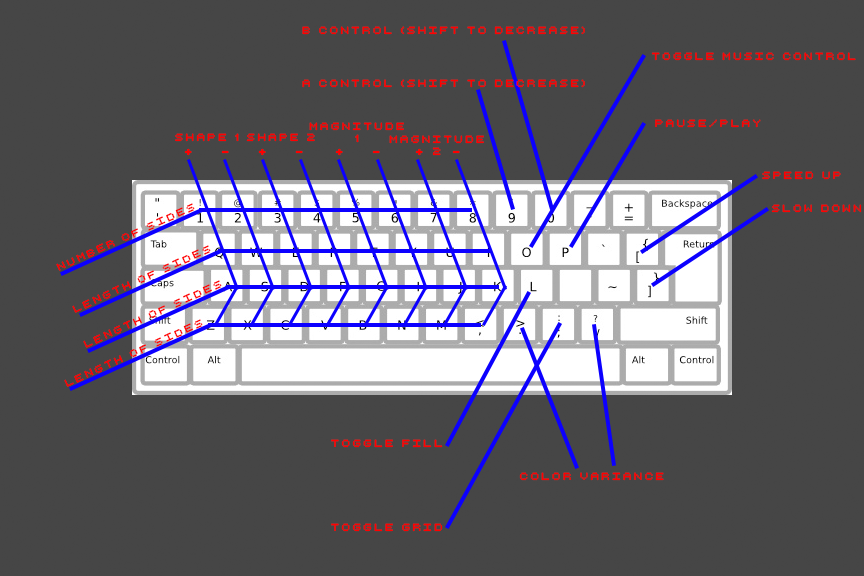 B CONTROL (SHIFT TO DECREASE)
TOGGLE MUSIC CONTROL
A CONTROL (SHIFT TO DECREASE)
PAUSE/PLAY
SHAPE 1 SHAPE 2 MAGNITUDE 1 MAGNITUDE 2
+ - + - + - + -
SPEED UP
SLOW DOWN
NUMBER OF SIDES
LENGTH OF SIDES
LENGTH OF SIDES
LENGTH OF SIDES
1 2 3 4 5 6 7 8 9 0 + = Backspace
Tab Q W O P ` { [ Return
Caps A S D F G H J K L ~ } ]
Shift Z X C V B N M > : ; ? Shift
Control Alt Alt Control
TOGGLE FILL
COLOR VARIANCE
TOGGLE GRID